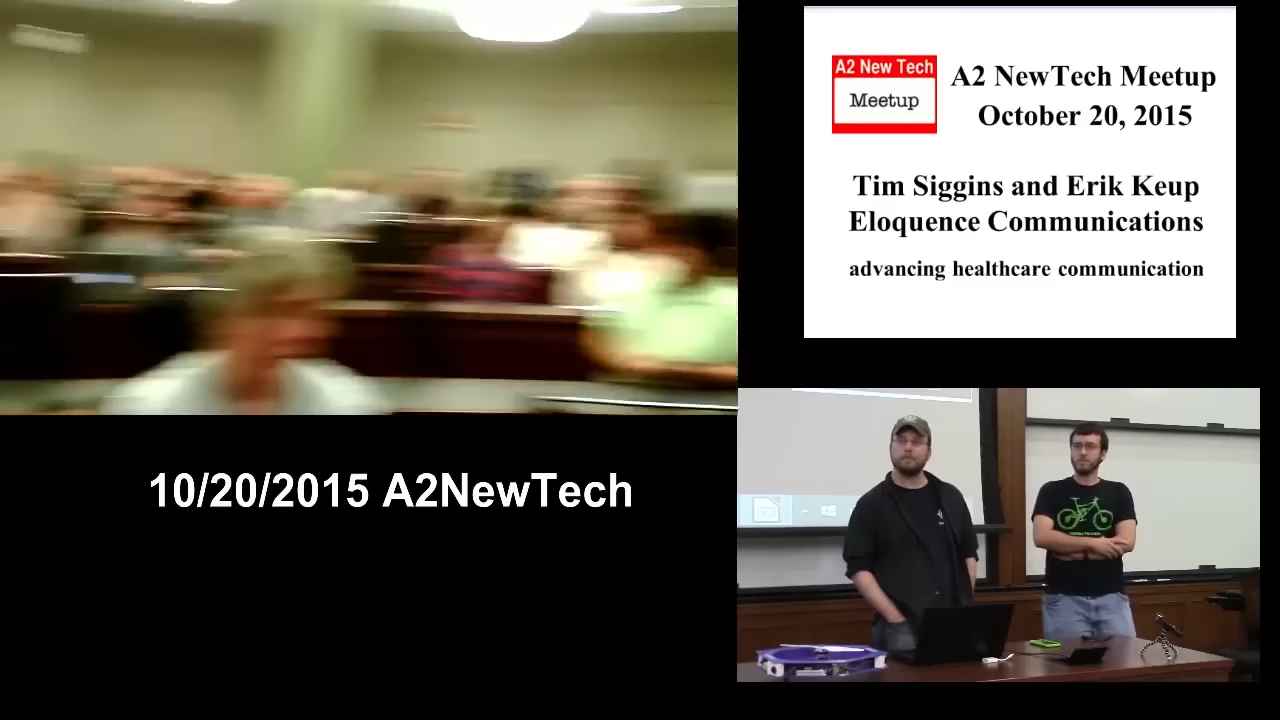 A2 New Tech
Meetup
A2 NewTech Meetup
October 20, 2015
Tim Siggins and Erik Keup
Eloquence Communications
advancing healthcare communication
10/20/2015 A2NewTech